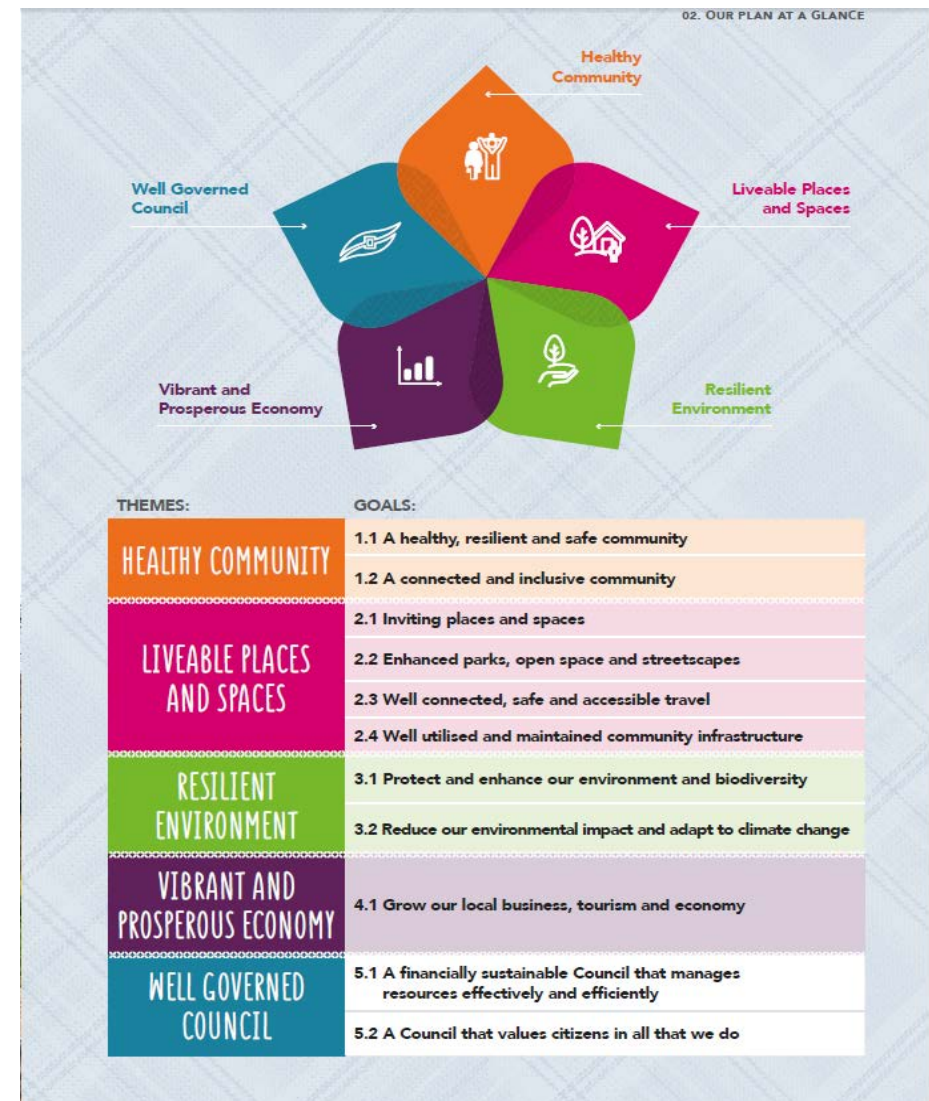 02. OUR PLAN AT A GLANCE
Healthy
Community
Well Governed
Council
Liveable Places
and Spaces
Vibrant and
Prosperous Economy
Resilient
Environment
THEMES:
GOALS:
HEALTHY COMMUNITY
1.1 A healthy, resilient and safe community
1.2 A connected and inclusive community
LIVEABLE PLACES
AND SPACES
2.1 Inviting places and spaces
2.2 Enhanced parks, open space and streetscapes
2.3 Well connected, safe and accessible travel
2.4 Well utilised and maintained community infrastructure
RESILIENT
ENVIRONMENT
3.1 Protect and enhance our environment and biodiversity
3.2 Reduce our environmental impact and adapt to climate change
VIBRANT AND
PROSPEROUS ECONOMY
4.1 Grow our local business, tourism and economy
WELL GOVERNED
COUNCIL
5.1 A financially sustainable Council that manages
resources effectively and efficiently
5.2 A Council that values citizens in all that we do